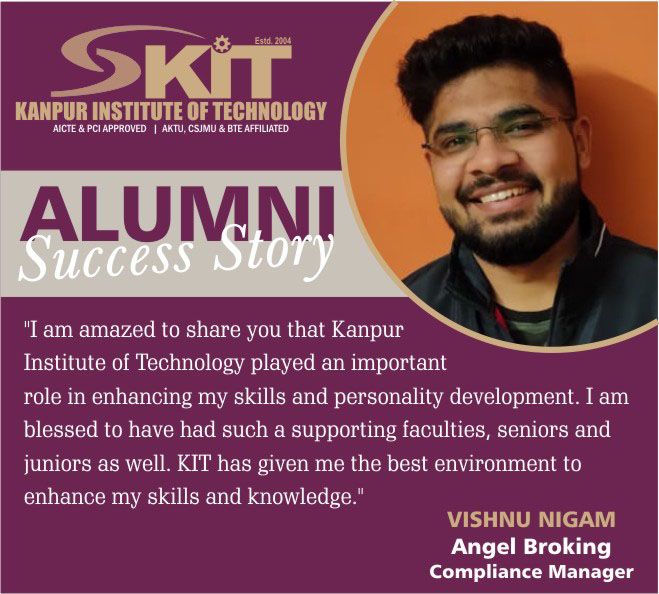 Estd. 2004
SKIT
KANPUR INSTITUTE OF TECHNOLOGY
AICTE & PCI APPROVED | AKTU, CSJMU & BTE AFFILIATED
ALUMNI
Success Story
"I am amazed to share you that Kanpur
Institute of Technology played an important
role in enhancing my skills and personality development. I am
blessed to have had such a supporting faculties, seniors and
juniors as well. KIT has given me the best environment to
enhance my skills and knowledge."
VISHNU NIGAM
Angel Broking
Compliance Manager